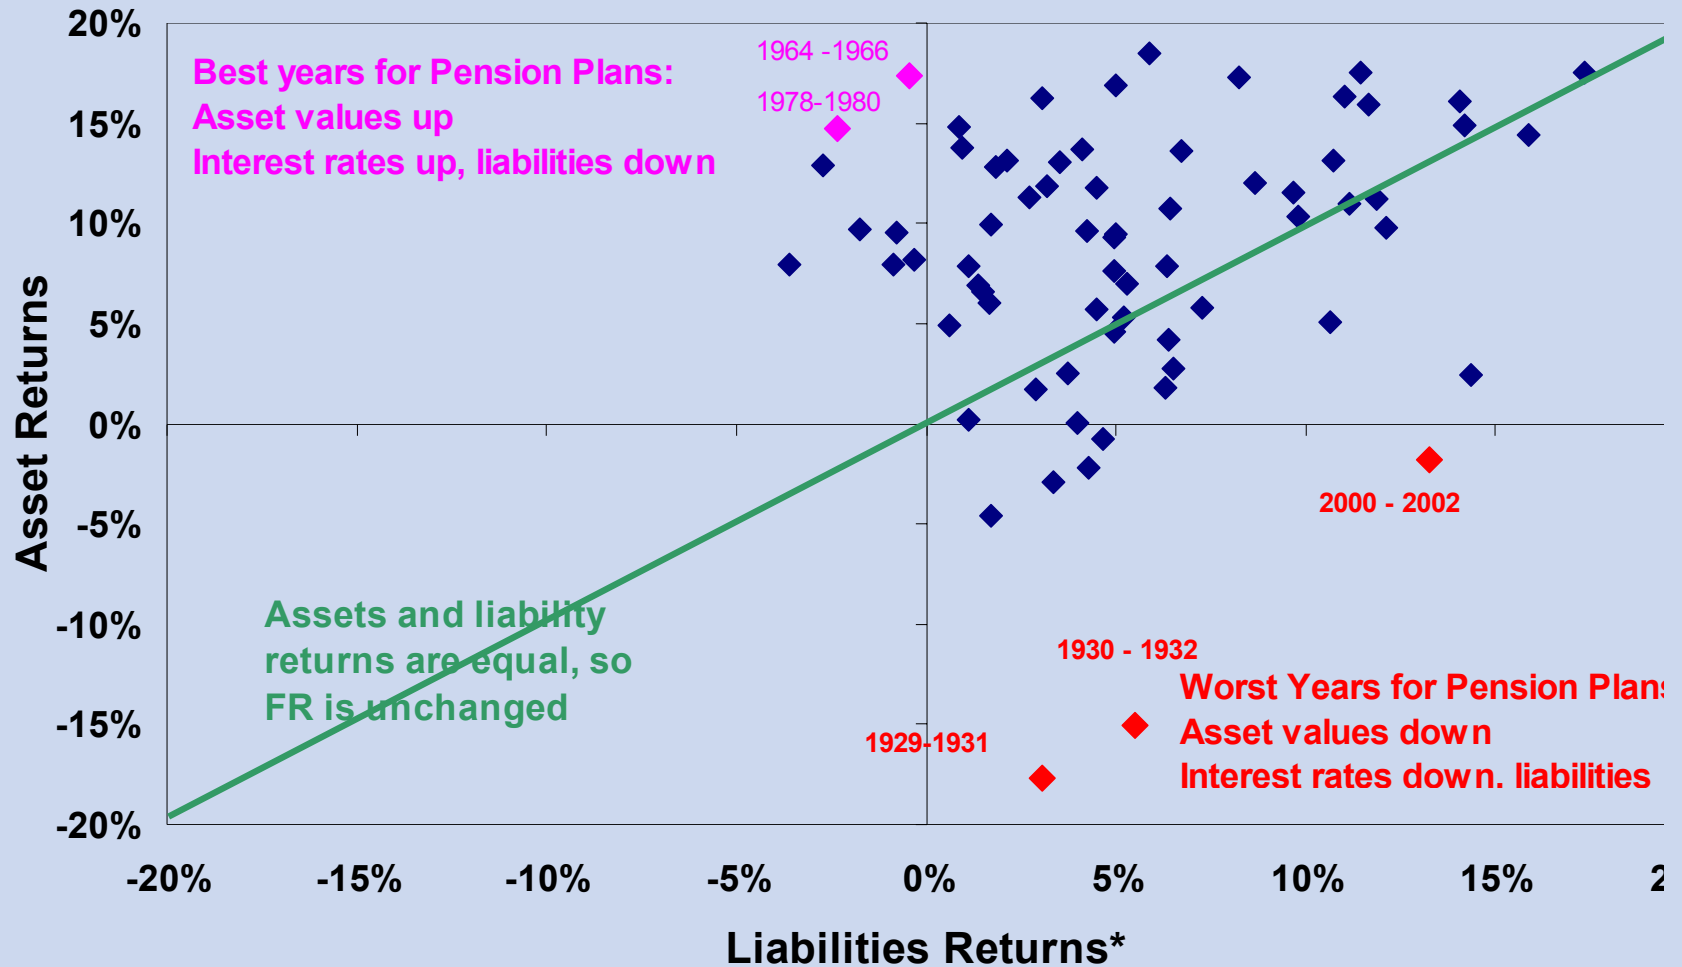 20%
15%
10%
5%
0%
-5%
-10%
-15%
-20%
Asset Returns
Best years for Pension Plans:
Asset values up
Interest rates up, liabilities down
1964 -1966
1978-1980
2000 - 2002
Assets and liability
returns are equal, so
FR is unchanged
1930 - 1932
1929-1931
Worst Years for Pension Plans
Asset values down
Interest rates down. liabilities
-20% -15% -10% -5% 0% 5% 10% 15% 2
Liabilities Returns*